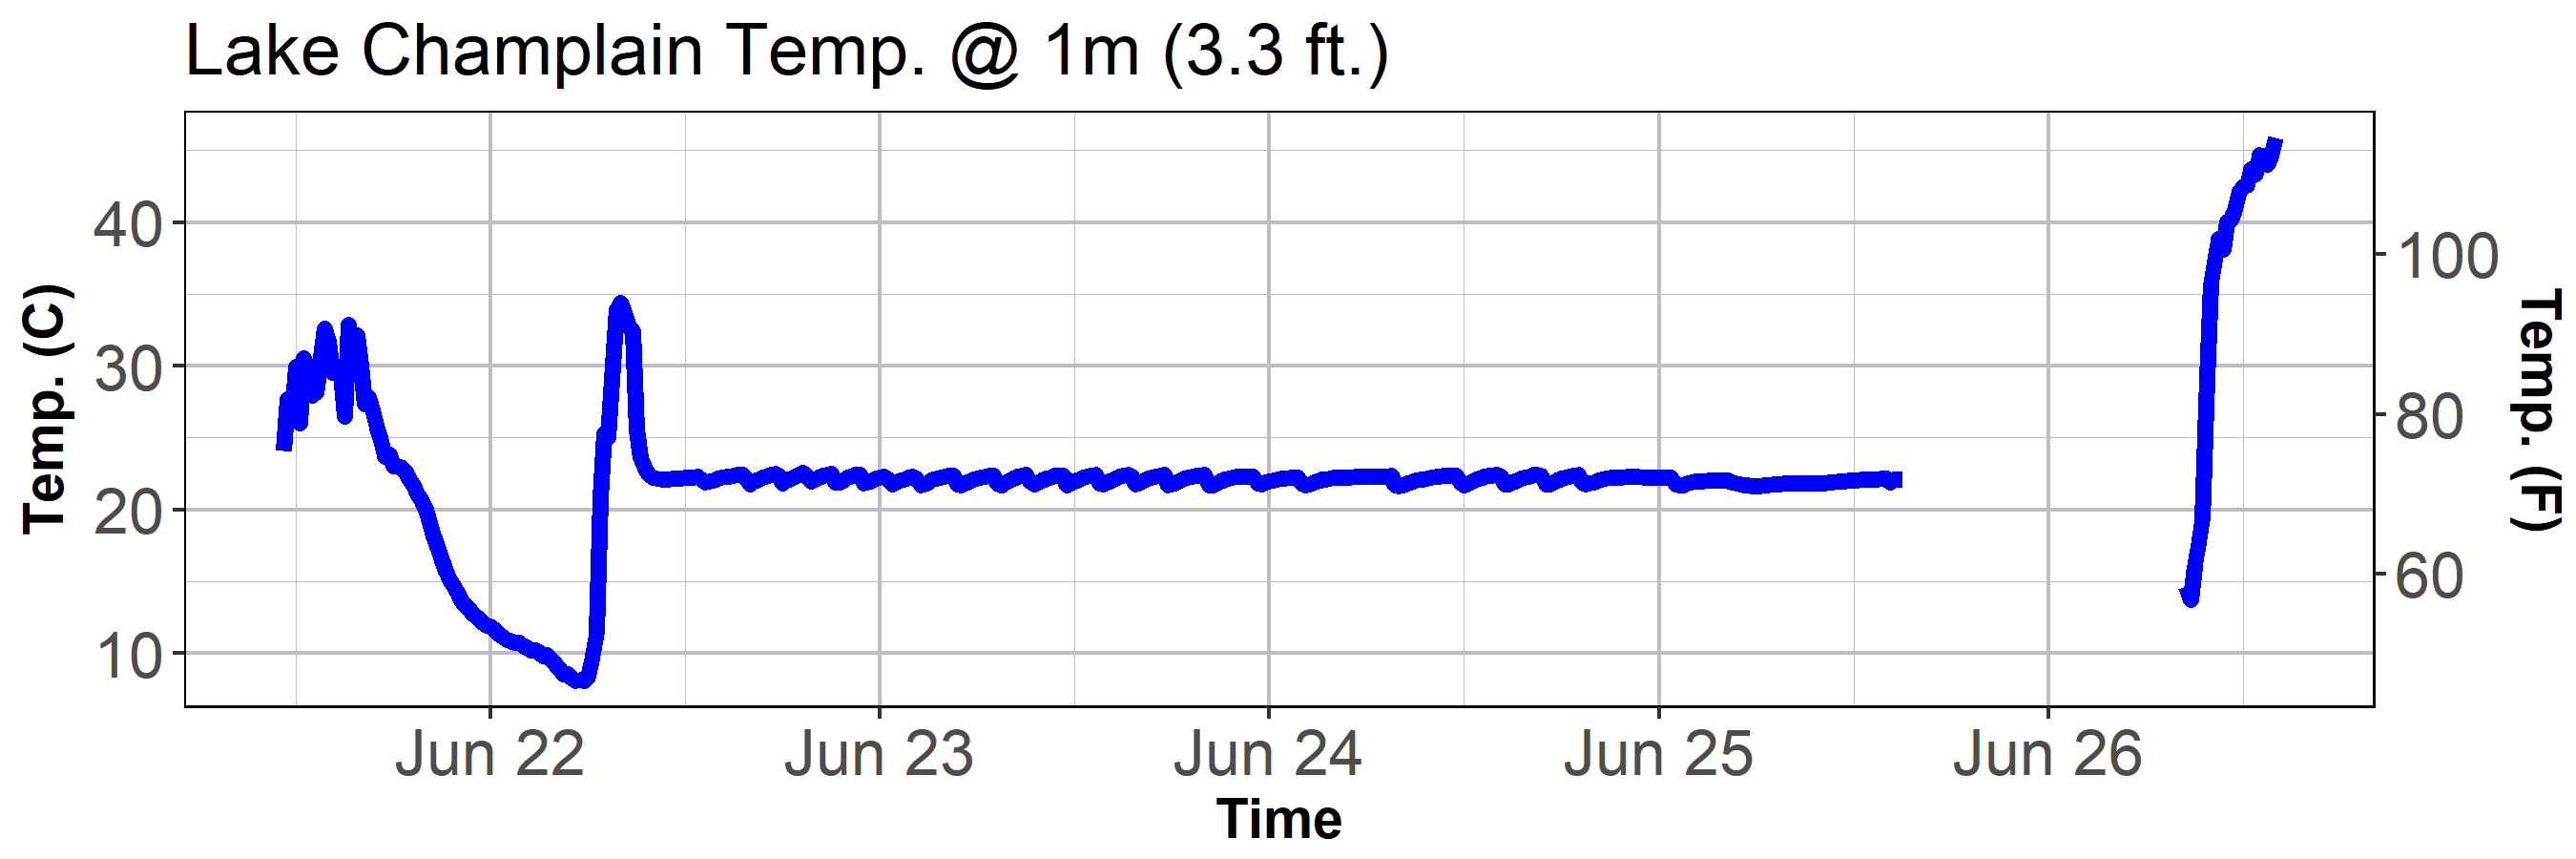 Lake Champlain Temp. @ 1m (3.3 ft.)
Temp. (C)
40
30
20
10
100
80
60
Temp. (F)
Jun 22 Jun 23 Jun 24 Jun 25 Jun 26
Time